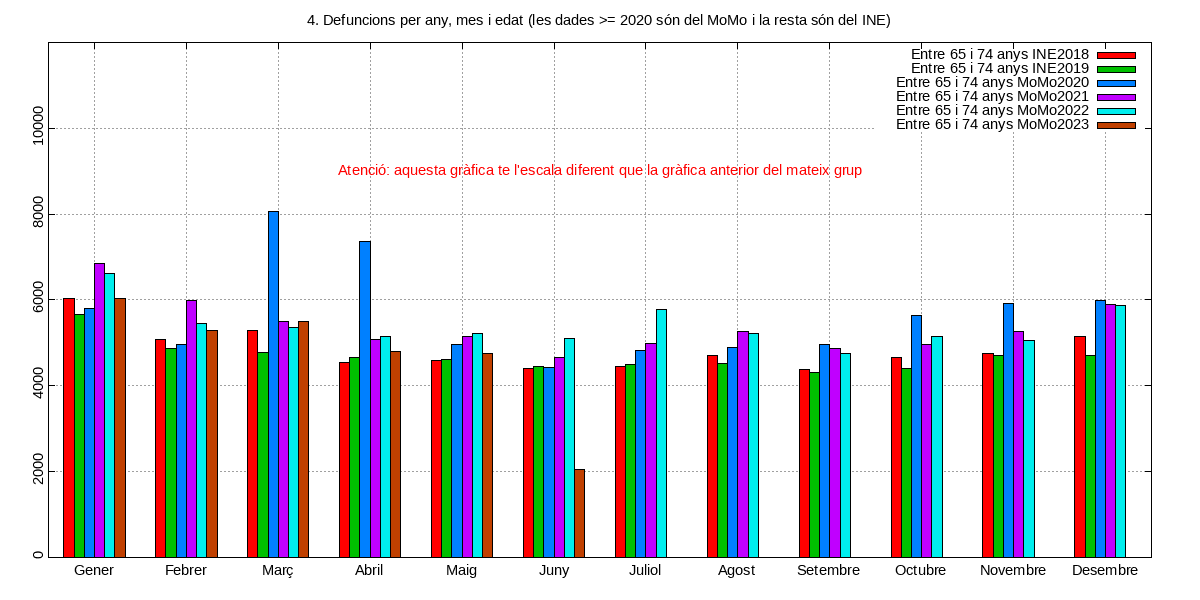 4. Defuncions per any, mes i edat (les dades >= 2020 són del MoMo i la resta són del INE)
Entre 65 i 74 anys INE2018
Entre 65 i 74 anys INE2019
Entre 65 i 74 anys MoMo2020
Entre 65 i 74 anys MoMo2021
Entre 65 i 74 anys MoMo2022
Entre 65 i 74 anys MoMo2023
Atenció: aquesta gràfica te l'escala diferent que la gràfica anterior del mateix grup
10000
8000
6000
4000
2000
0
Gener Febrer Març Abril Maig Juny Juliol Agost Setembre Octubre Novembre Desembre